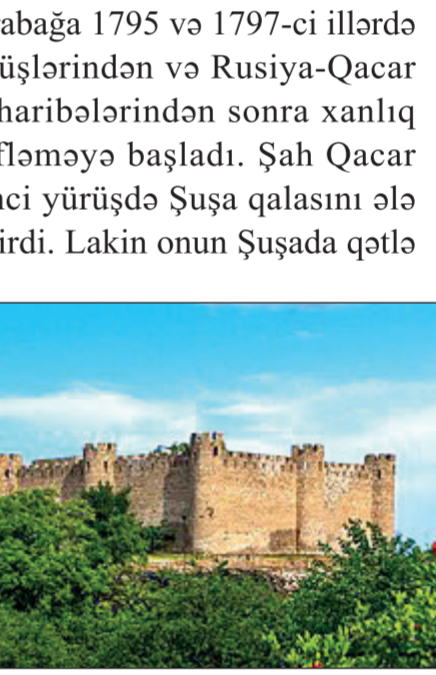 abağa 1795 və 1797-ci illərdə
üşlərindən və Rusiya-Qacar
haribələrindən sonra xanlıq
fləməyə başladı. Şah Qacar
nci yürüşdə Şuşa qalasını ələ
irdi. Lakin onun Şuşada qətlə